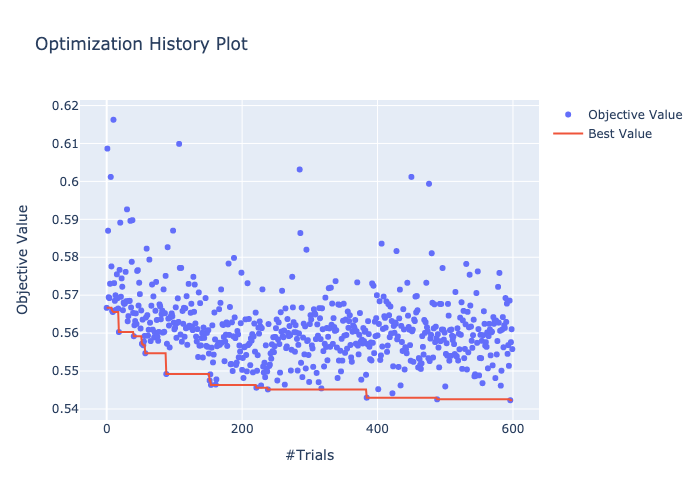 Optimization History Plot
0.62
0.61
0.6
0.59
0.58
0.57
0.56
0.55
0.54
0
200
400
600
#Trials
Objective Value
Objective Value
Best Value